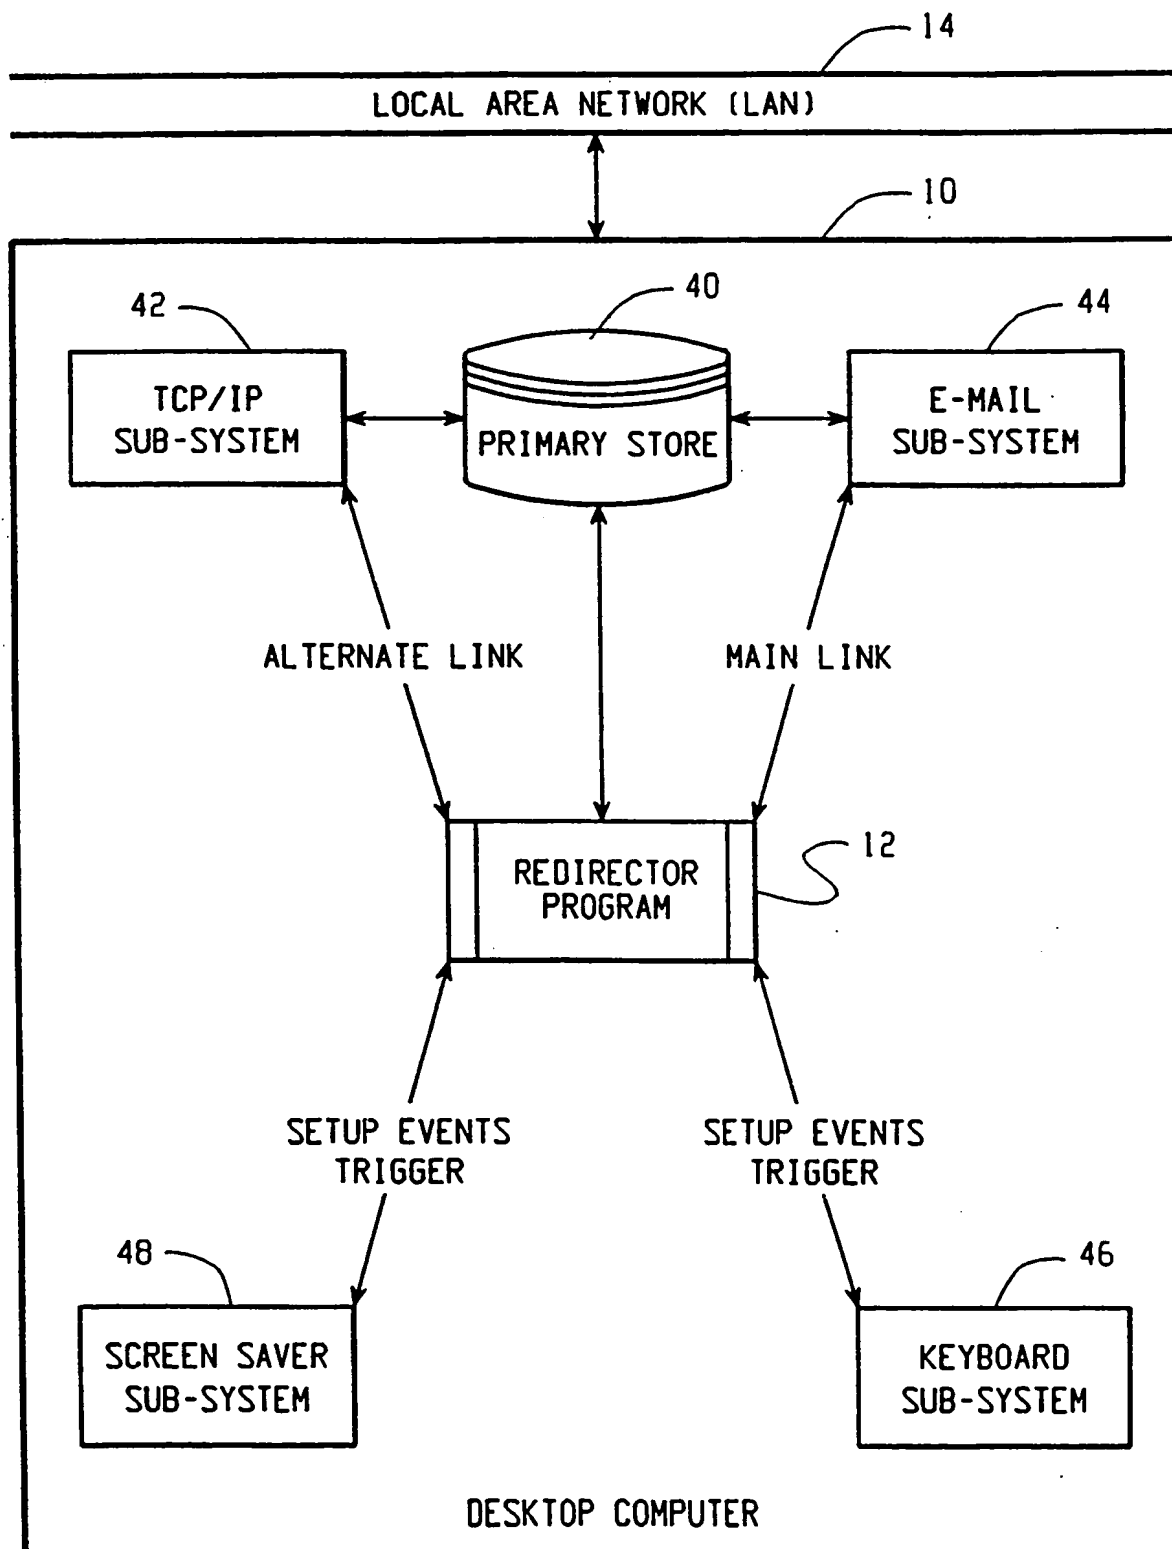 14
LOCAL AREA NETWORK (LAN)
10
42
40
44
TCP/IP
SUB-SYSTEM
PRIMARY STORE
E-MAIL
SUB-SYSTEM
ALTERNATE LINK
MAIN LINK
12
REDIRECTOR
PROGRAM
SETUP EVENTS
TRIGGER
SETUP EVENTS
TRIGGER
48
46
SCREEN SAVER
SUB-SYSTEM
KEYBOARD
SUB-SYSTEM
DESKTOP COMPUTER